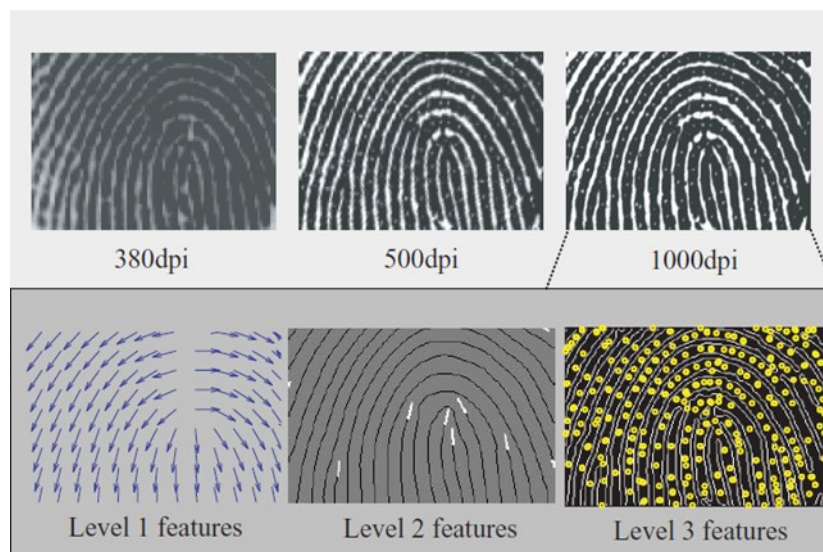 380dpi
500dpi
1000dpi
Level 1 features
Level 2 features
Level 3 features